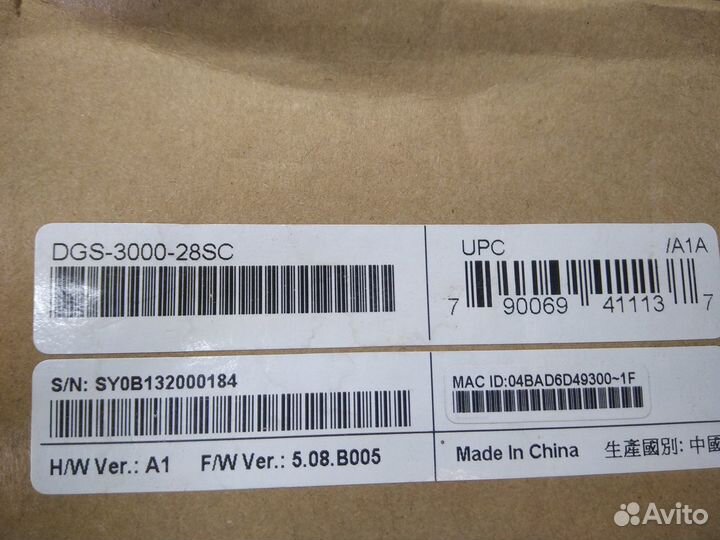 DGS-3000-28SC
UPC /A1A
7 90069 41113 7
S/N: SY0B132000184
MAC ID:04BAD6D49300~1F
H/W Ver.: A1 F/W Ver.: 5.08.B005
Made In China 生產國別: 中國
Avito